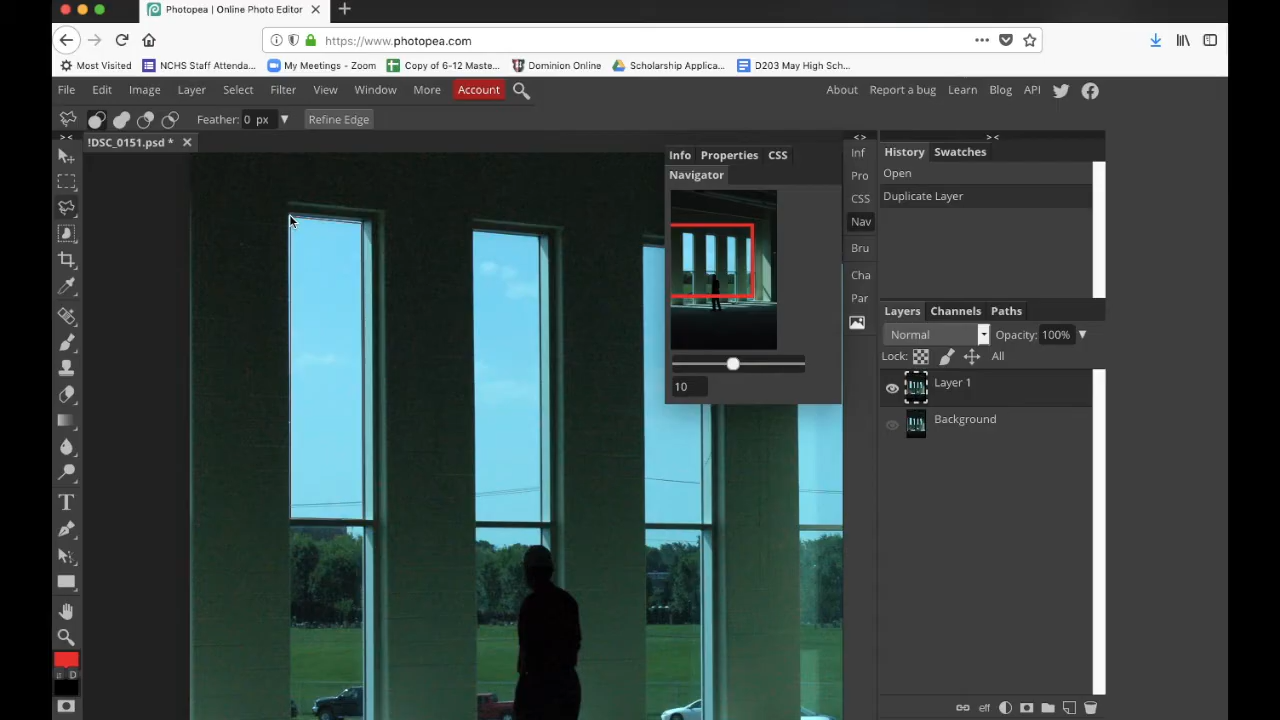 Photopea | Online Photo Editor
https://www.photopea.com
Most Visited NCHS Staff Attenda... My Meetings - Zoom Copy of 6-12 Maste... Dominion Online Scholarship Applica... D203 May High Sch...
File Edit Image Layer Select Filter View Window More Account About Report a bug Learn Blog API
Feather: 0 px Refine Edge
> <
!DSC_0151.psd *
Info Properties CSS
Navigator
10
< >
Inf
Pro
CSS
Nav
Bru
Cha
Par
> <
History Swatches
Open
Duplicate Layer
Layers Channels Paths
Normal Opacity: 100%
Lock: All
Layer 1
Background
T
D
eff